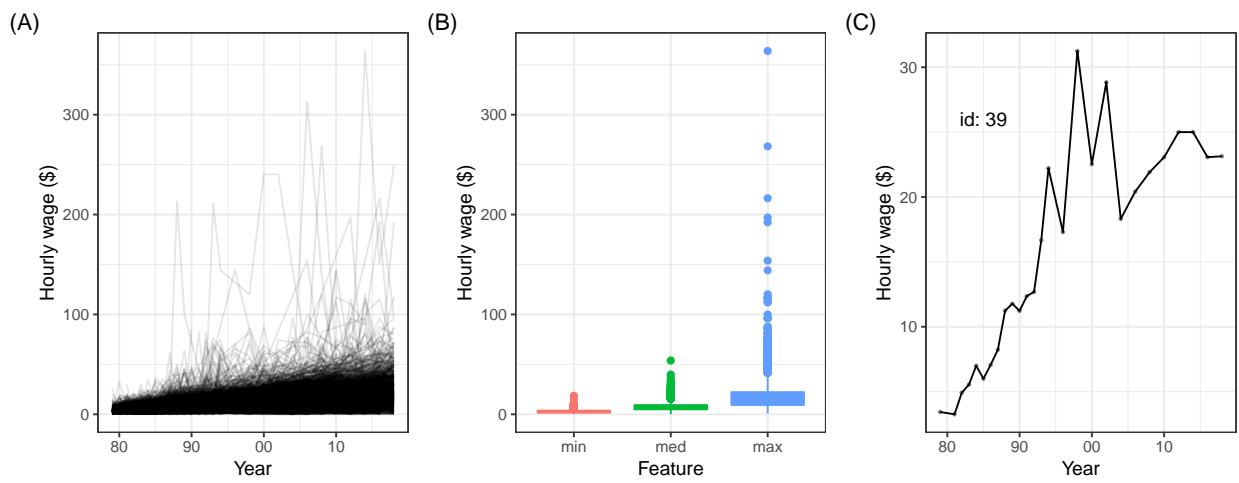 (A)
Hourly wage ($)
300
200
100
0
80 90 00 10
Year
(B)
Hourly wage ($)
300
200
100
0
min med max
Feature
(C)
Hourly wage ($)
30
20
10
id: 39
80 90 00 10
Year